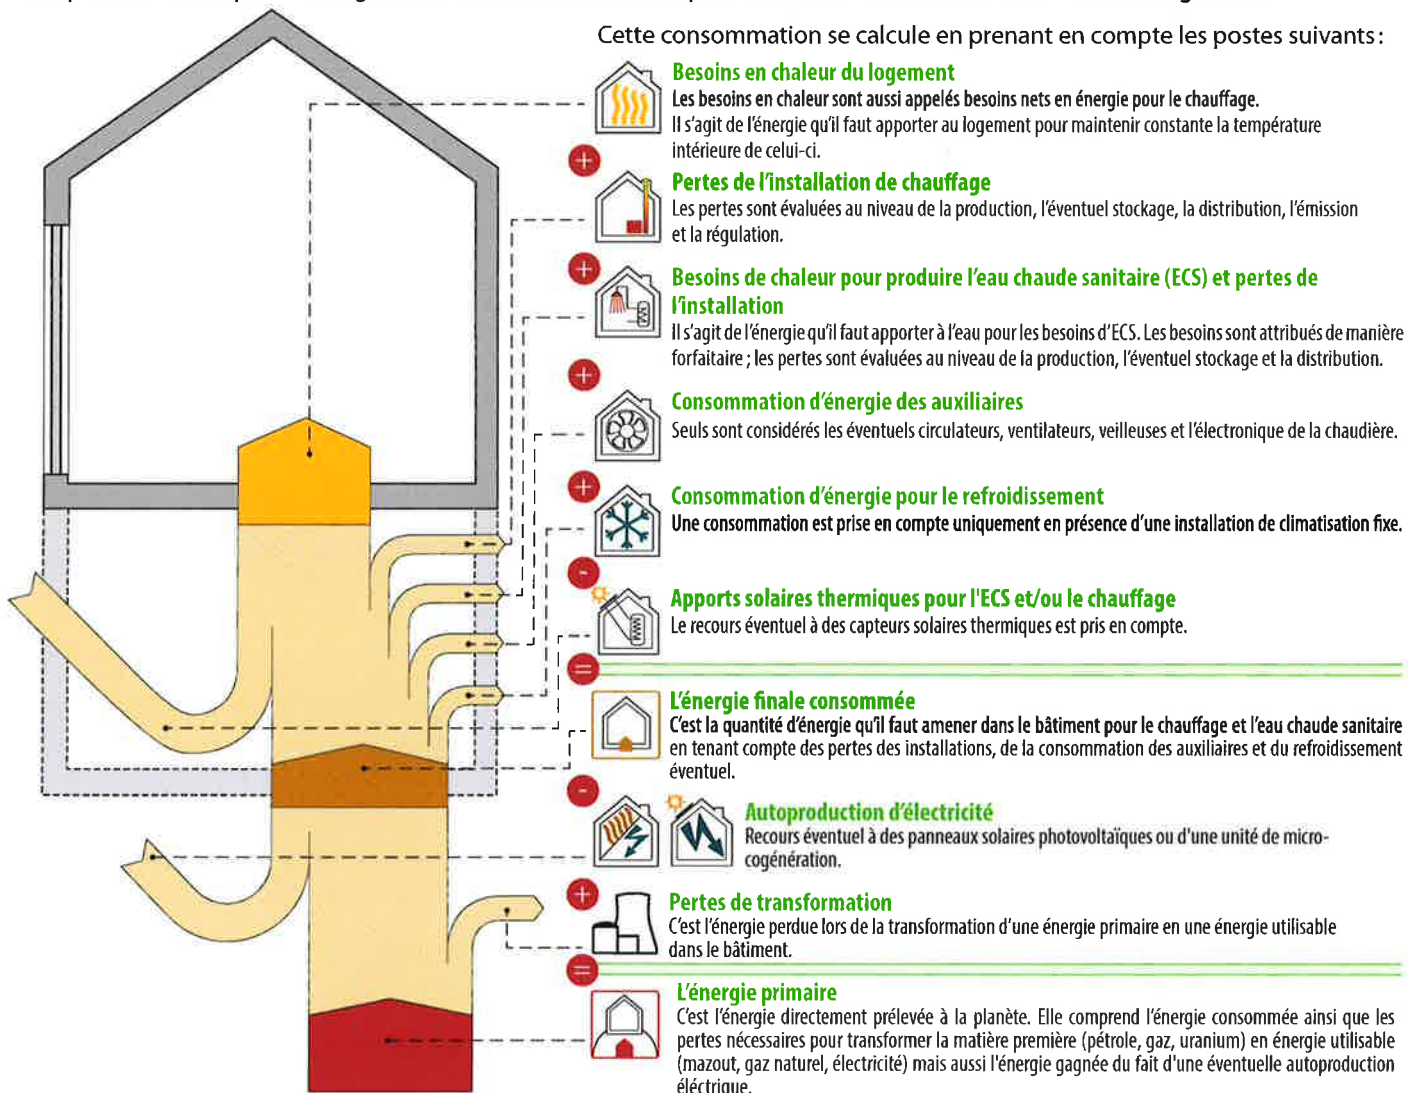 Cette consommation se calcule en prenant en compte les postes suivants :
Besoins en chaleur du logement
Les besoins en chaleur sont aussi appelés besoins nets en énergie pour le chauffage.
Il s'agit de l'énergie qu'il faut apporter au logement pour maintenir constante la température
intérieure de celui-ci.
+
Pertes de l'installation de chauffage
Les pertes sont évaluées au niveau de la production, l'éventuel stockage, la distribution, l'émission
et la régulation.
+
Besoins de chaleur pour produire l'eau chaude sanitaire (ECS) et pertes de
l'installation
Il s'agit de l'énergie qu'il faut apporter à l'eau pour les besoins d'ECS. Les besoins sont attribués de manière
forfaitaire ; les pertes sont évaluées au niveau de la production, l'éventuel stockage et la distribution.
+
Consommation d'énergie des auxiliaires
Seuls sont considérés les éventuels circulateurs, ventilateurs, veilleuses et l'électronique de la chaudière.
+
Consommation d'énergie pour le refroidissement
Une consommation est prise en compte uniquement en présence d'une installation de climatisation fixe.
-
Apports solaires thermiques pour l'ECS et/ou le chauffage
Le recours éventuel à des capteurs solaires thermiques est pris en compte.
=
L'énergie finale consommée
C'est la quantité d'énergie qu'il faut amener dans le bâtiment pour le chauffage et l'eau chaude sanitaire
en tenant compte des pertes des installations, de la consommation des auxiliaires et du refroidissement
éventuel.
-
Autoproduction d'électricité
Recours éventuel à des panneaux solaires photovoltaïques ou d'une unité de micro-
cogénération.
+
Pertes de transformation
C'est l'énergie perdue lors de la transformation d'une énergie primaire en une énergie utilisable
dans le bâtiment.
=
L'énergie primaire
C'est l'énergie directement prélevée à la planète. Elle comprend l'énergie consommée ainsi que les
pertes nécessaires pour transformer la matière première (pétrole, gaz, uranium) en énergie utilisable
(mazout, gaz naturel, électricité) mais aussi l'énergie gagnée du fait d'une éventuelle autoproduction
éléctrique.